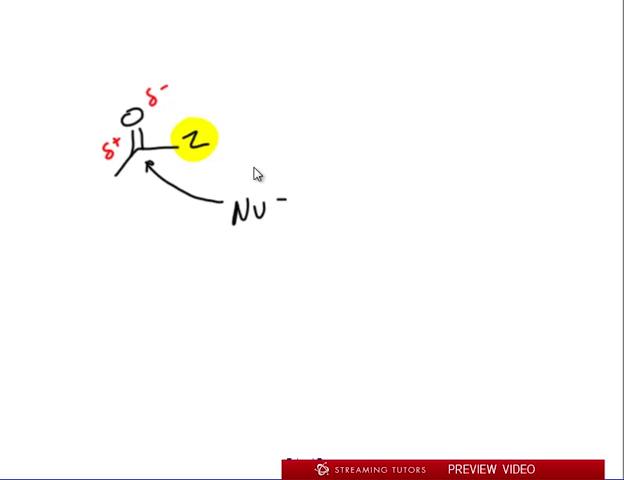 δ-
O
δ+
Z
Nu -
STREAMING TUTORS PREVIEW VIDEO